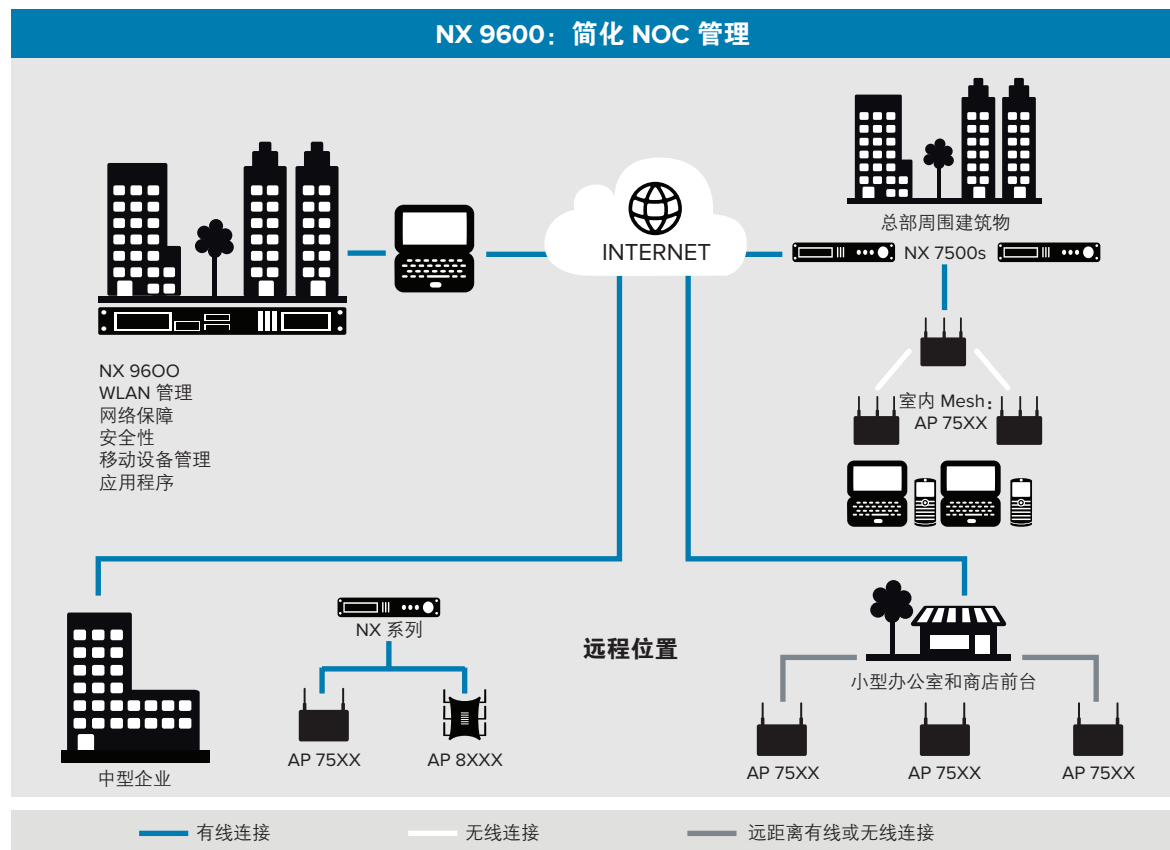 NX 9600：简化 NOC 管理
INTERNET
NX 9600
WLAN 管理
网络保障
安全性
移动设备管理
应用程序
总部周围建筑物
NX 7500s
室内 Mesh：
AP 75XX
中型企业
NX 系列
AP 75XX
AP 8XXX
远程位置
小型办公室和商店前台
AP 75XX
AP 75XX
AP 75XX
有线连接
无线连接
远距离有线或无线连接